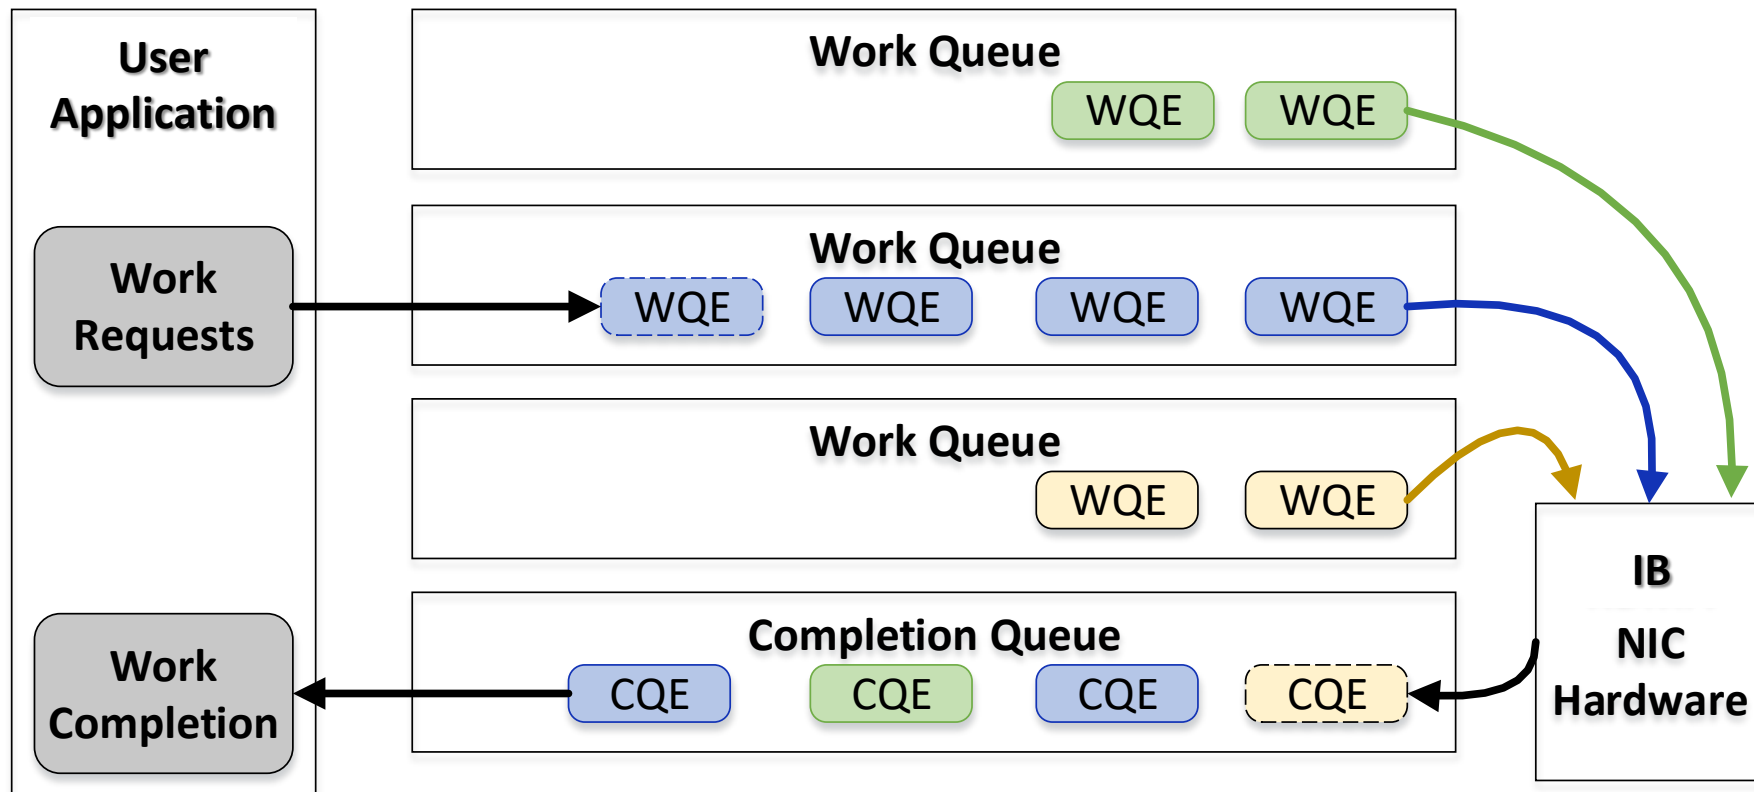 User
Application
Work
Requests
Work
Completion
Work Queue
WQE WQE
Work Queue
WQE WQE WQE WQE
Work Queue
WQE WQE
Completion Queue
CQE CQE CQE CQE
IB
NIC
Hardware